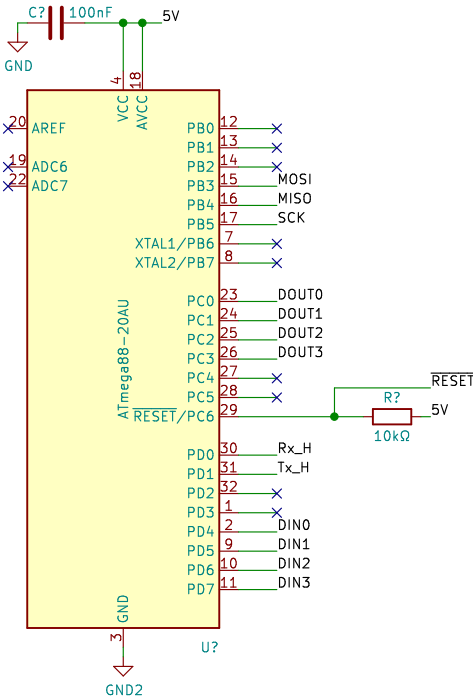 C? 100nF 5V
GND
4 18
VCC AVCC
20 AREF PB0 12
PB1 13
19 ADC6 PB2 14
22 ADC7 PB3 15 MOSI
PB4 16 MISO
PB5 17 SCK
XTAL1/PB6 7
XTAL2/PB7 8
PC0 23 DOUT0
PC1 24 DOUT1
PC2 25 DOUT2
PC3 26 DOUT3
PC4 27
RESET
PC5 28 R?
ATmega88-20AU
RESET/PC6 29 5V
10kΩ
PD0 30 Rx_H
PD1 31 Tx_H
PD2 32
PD3 1
PD4 2 DIN0
PD5 9 DIN1
PD6 10 DIN2
PD7 11 DIN3
GND
3
U?
GND2